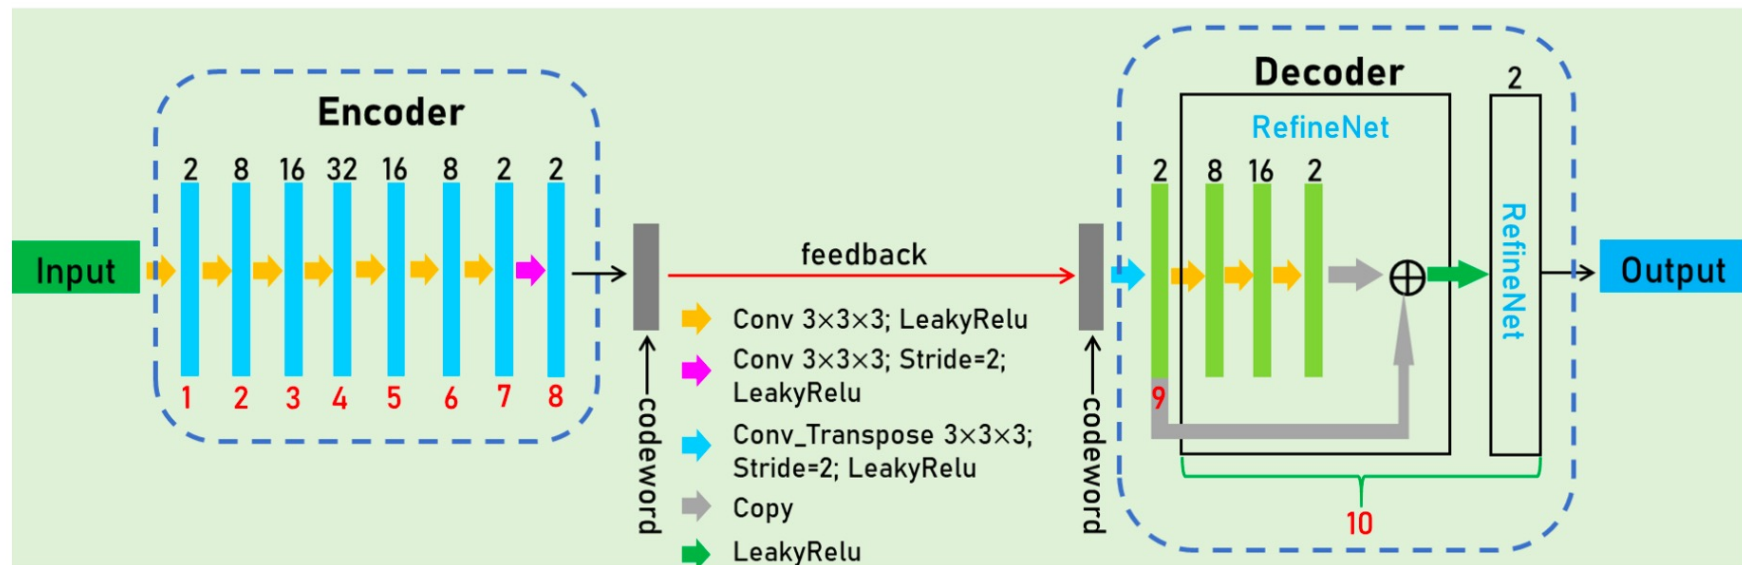 Encoder
2 8 16 32 16 8 2 2
Input
1 2 3 4 5 6 7 8
codeword
feedback
Conv 3×3×3; LeakyRelu
Conv 3×3×3; Stride=2;
LeakyRelu
Conv_Transpose 3×3×3;
Stride=2; LeakyRelu
Copy
LeakyRelu
codeword
Decoder
RefineNet
2 8 16 2
9
2
RefineNet
10
Output